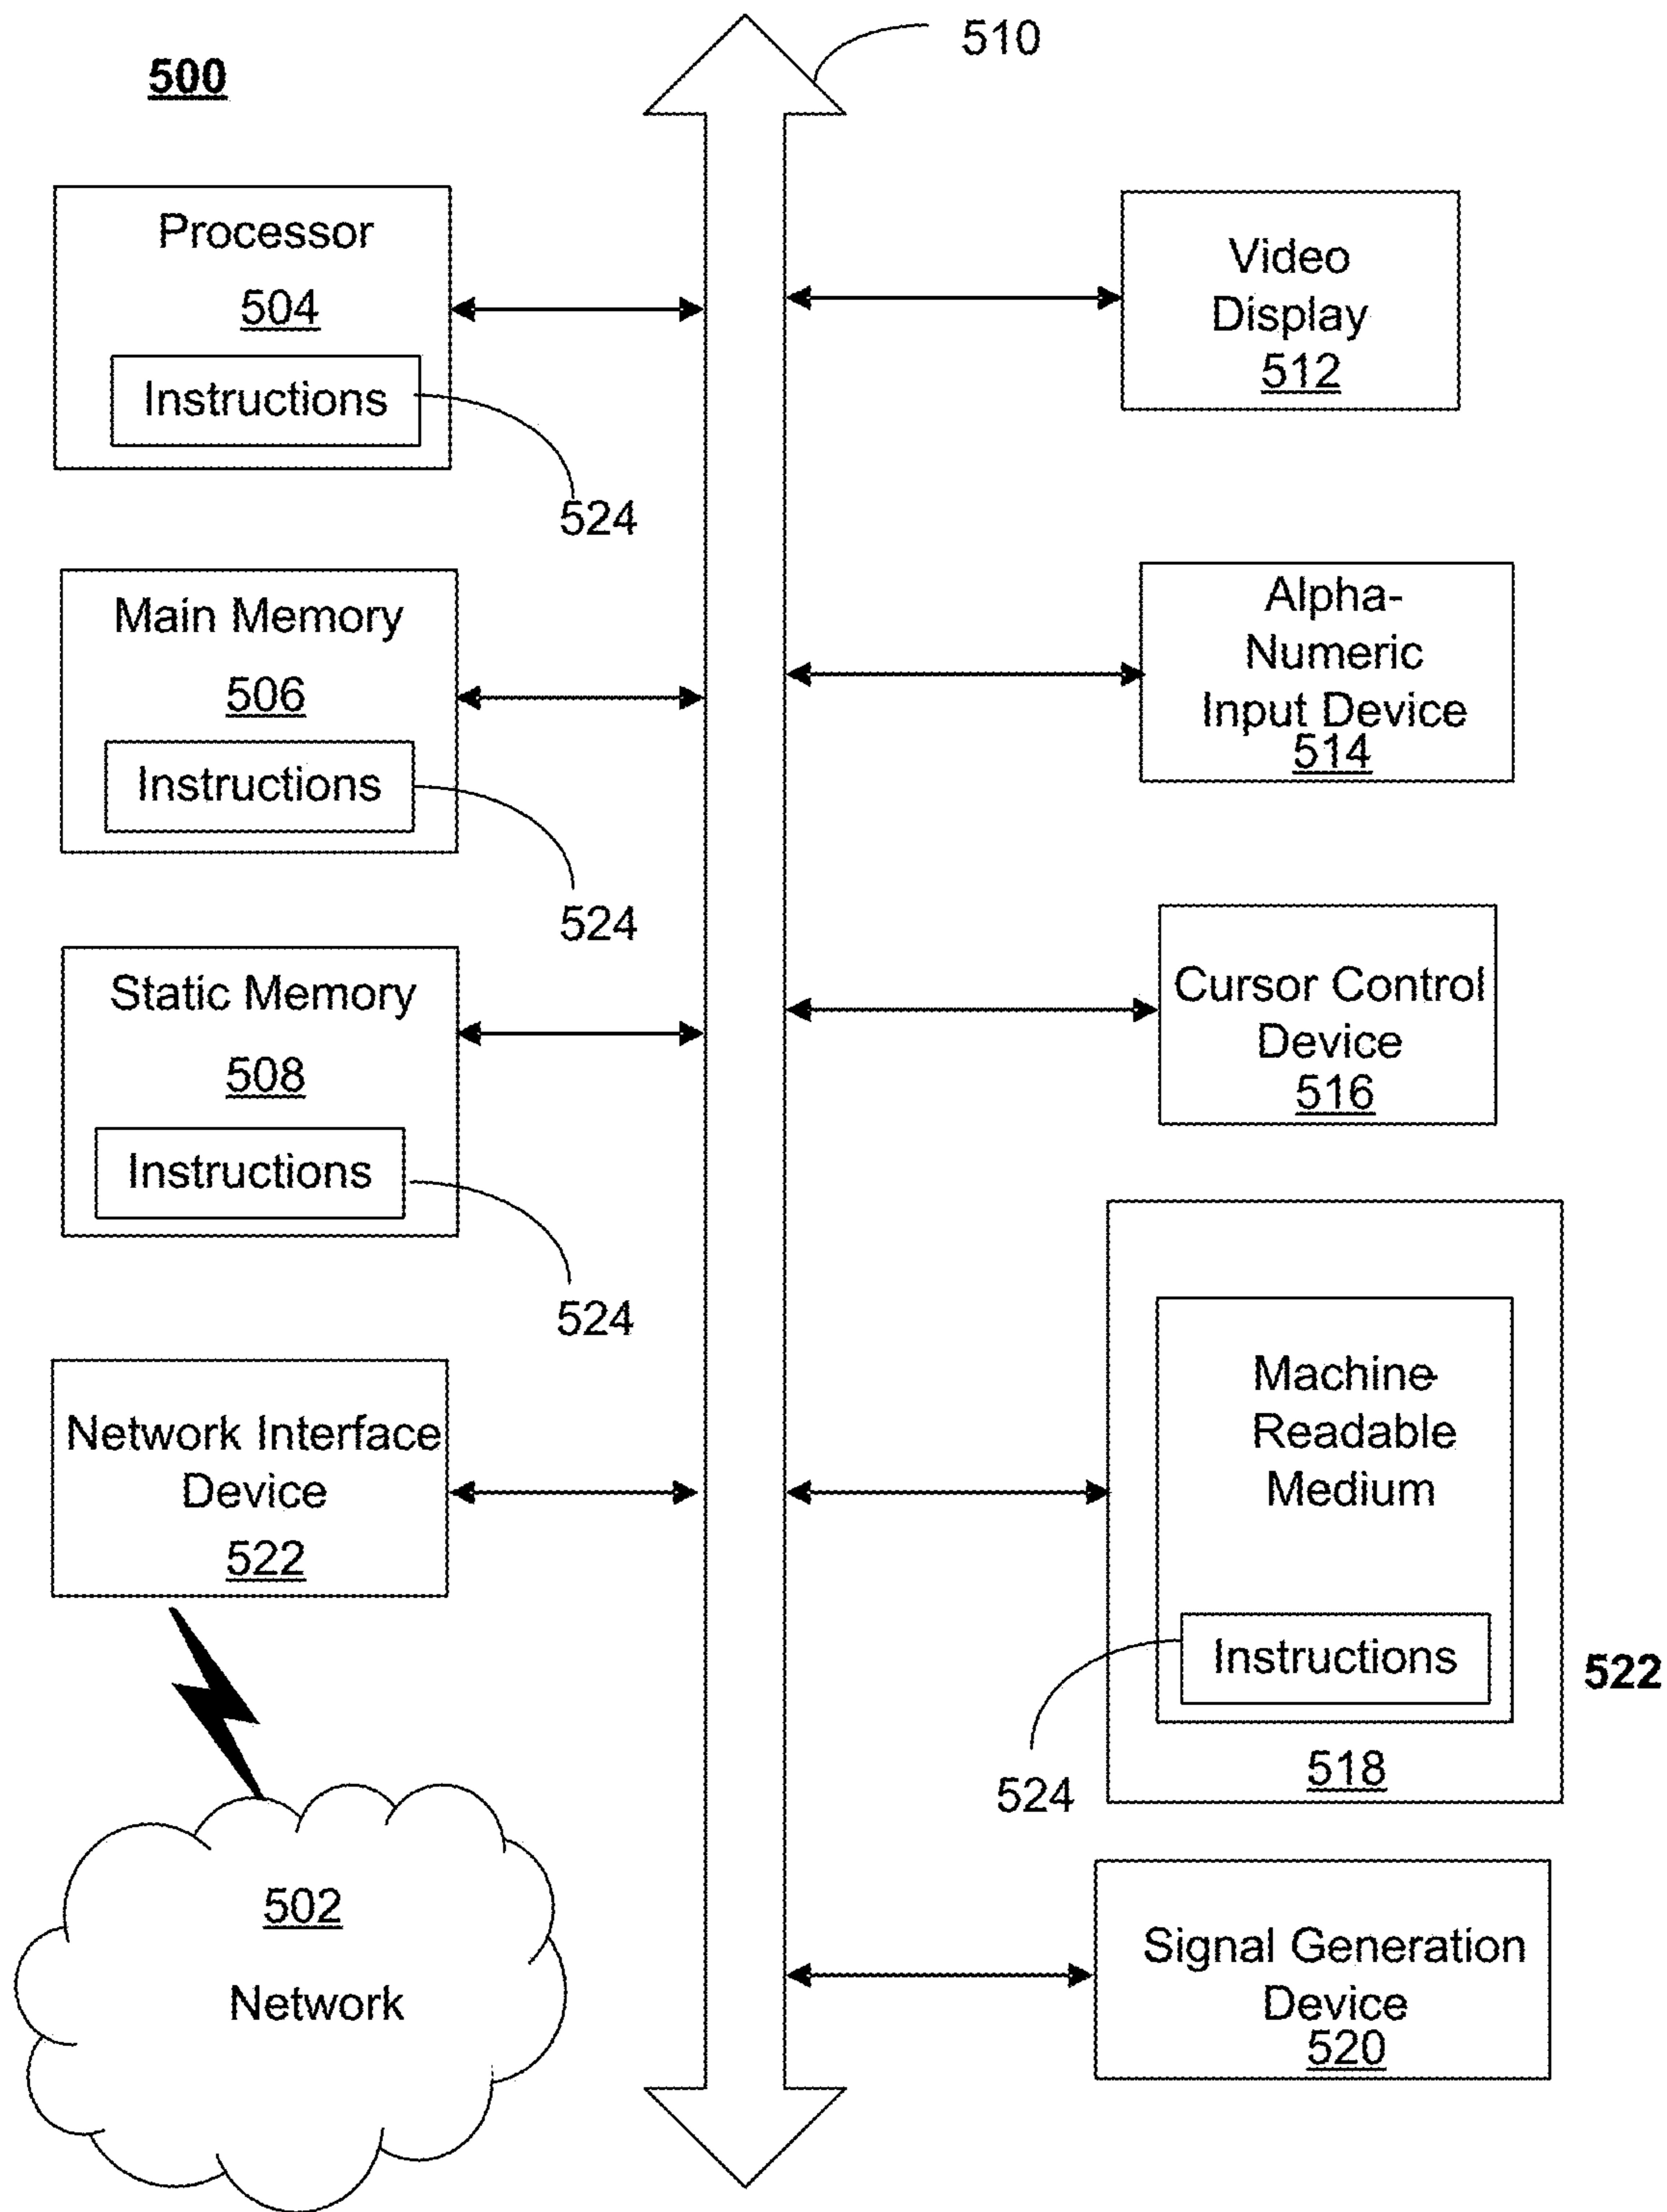 500
510
Processor
504
Instructions
524
Main Memory
506
Instructions
524
Static Memory
508
Instructions
524
Network Interface
Device
522
502
Network
Video
Display
512
Alpha-
Numeric
Input Device
514
Cursor Control
Device
516
Machine-
Readable
Medium
Instructions
524
518
522
Signal Generation
Device
520